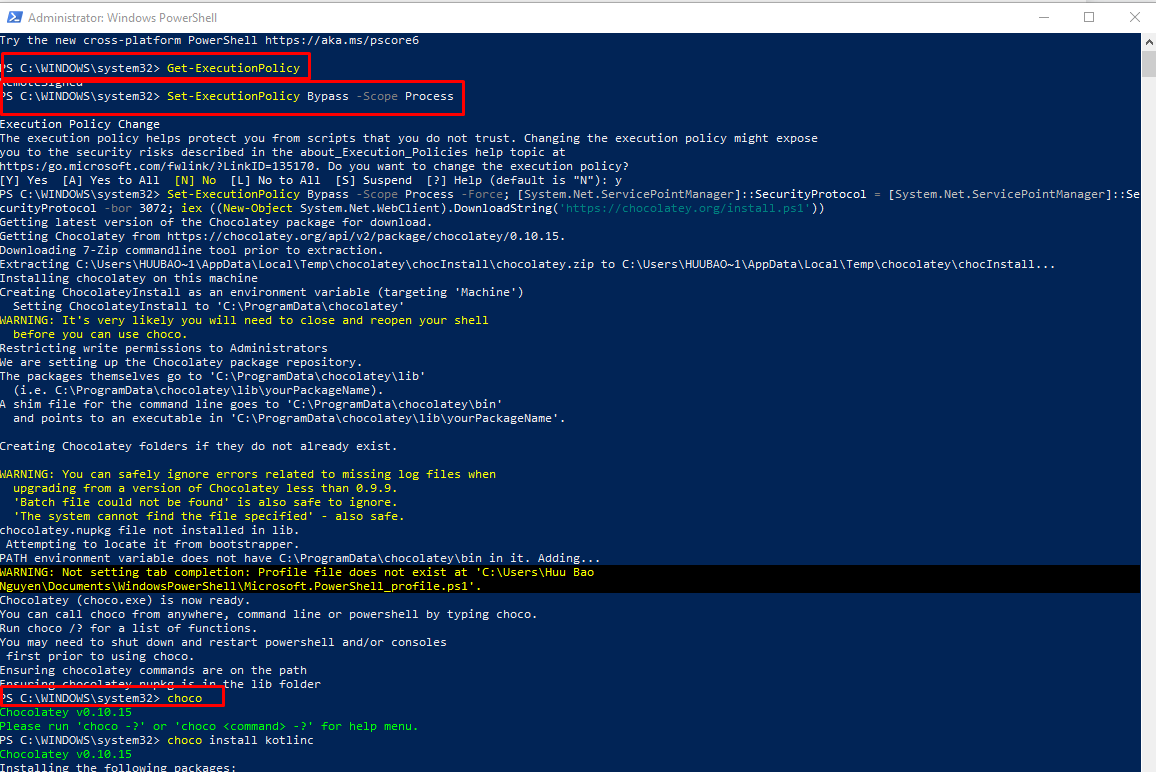 Administrator: Windows PowerShell
Try the new cross-platform PowerShell https://aka.ms/pscore6
PS C:\WINDOWS\system32> Get-ExecutionPolicy
RemoteSigned
PS C:\WINDOWS\system32> Set-ExecutionPolicy Bypass -Scope Process
Execution Policy Change
The execution policy helps protect you from scripts that you do not trust. Changing the execution policy might expose
you to the security risks described in the about_Execution_Policies help topic at
https:/go.microsoft.com/fwlink/?LinkID=135170. Do you want to change the execution policy?
[Y] Yes  [A] Yes to All  [N] No  [L] No to All  [S] Suspend  [?] Help (default is "N"): y
PS C:\WINDOWS\system32> Set-ExecutionPolicy Bypass -Scope Process -Force; [System.Net.ServicePointManager]::SecurityProtocol = [System.Net.ServicePointManager]::Se
curityProtocol -bor 3072; iex ((New-Object System.Net.WebClient).DownloadString('https://chocolatey.org/install.ps1'))
Getting latest version of the Chocolatey package for download.
Getting Chocolatey from https://chocolatey.org/api/v2/package/chocolatey/0.10.15.
Downloading 7-Zip commandline tool prior to extraction.
Extracting C:\Users\HUUBAO~1\AppData\Local\Temp\chocolatey\chocInstall\chocolatey.zip to C:\Users\HUUBAO~1\AppData\Local\Temp\chocolatey\chocInstall...
Installing chocolatey on this machine
Creating ChocolateyInstall as an environment variable (targeting 'Machine')
  Setting ChocolateyInstall to 'C:\ProgramData\chocolatey'
WARNING: It's very likely you will need to close and reopen your shell
  before you can use choco.
Restricting write permissions to Administrators
We are setting up the Chocolatey package repository.
The packages themselves go to 'C:\ProgramData\chocolatey\lib'
  (i.e. C:\ProgramData\chocolatey\lib\yourPackageName).
A shim file for the command line goes to 'C:\ProgramData\chocolatey\bin'
  and points to an executable in 'C:\ProgramData\chocolatey\lib\yourPackageName'.
Creating Chocolatey folders if they do not already exist.
WARNING: You can safely ignore errors related to missing log files when
  upgrading from a version of Chocolatey less than 0.9.9.
  'Batch file could not be found' is also safe to ignore.
  'The system cannot find the file specified' - also safe.
chocolatey.nupkg file not installed in lib.
 Attempting to locate it from bootstrapper.
PATH environment variable does not have C:\ProgramData\chocolatey\bin in it. Adding...
WARNING: Not setting tab completion: Profile file does not exist at 'C:\Users\Huu Bao
Nguyen\Documents\WindowsPowerShell\Microsoft.PowerShell_profile.ps1'.
Chocolatey (choco.exe) is now ready.
You can call choco from anywhere, command line or powershell by typing choco.
Run choco /? for a list of functions.
You may need to shut down and restart powershell and/or consoles
 first prior to using choco.
Ensuring chocolatey commands are on the path
Ensuring chocolatey.nupkg is in the lib folder
PS C:\WINDOWS\system32> choco
Chocolatey v0.10.15
Please run 'choco -?' or 'choco <command> -?' for help menu.
PS C:\WINDOWS\system32> choco install kotlinc
Chocolatey v0.10.15
Installing the following packages: